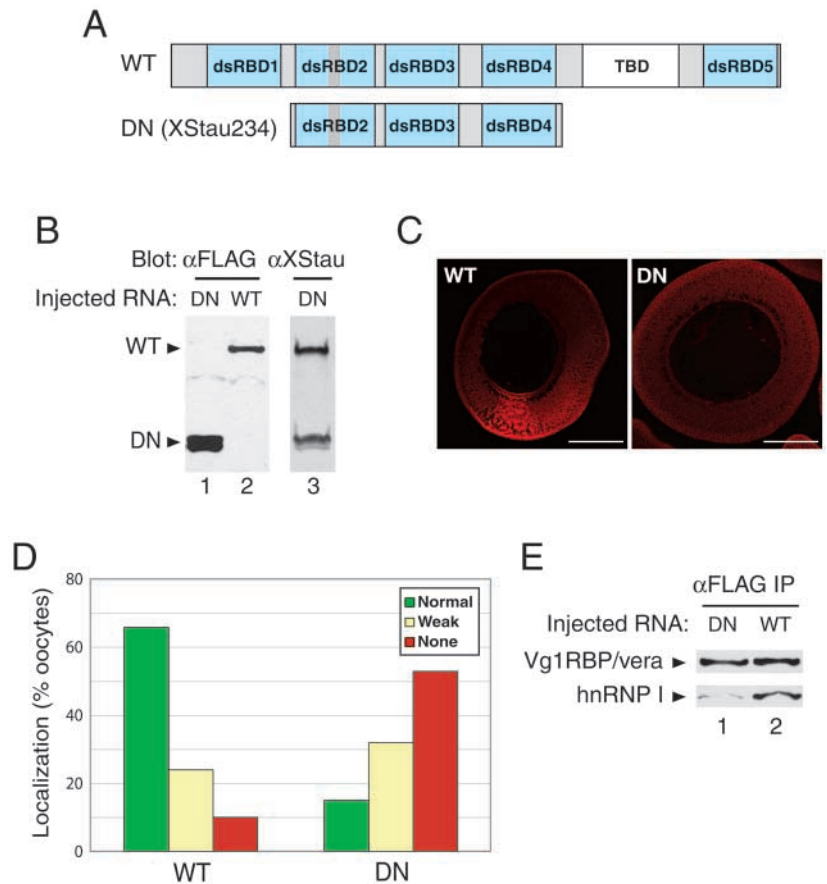 A
WT dsRBD1 dsRBD2 dsRBD3 dsRBD4 TBD dsRBD5
DN (XStau234) dsRBD2 dsRBD3 dsRBD4
B
Blot: αFLAG αXStau
Injected RNA: DN WT DN
WT ►
DN ►
1 2 3
C
WT DN
D
Localization (% oocytes)
80
60
40
20
0
Normal
Weak
None
WT DN
E
αFLAG IP
Injected RNA: DN WT
Vg1RBP/vera ►
hnRNP I ►
1 2